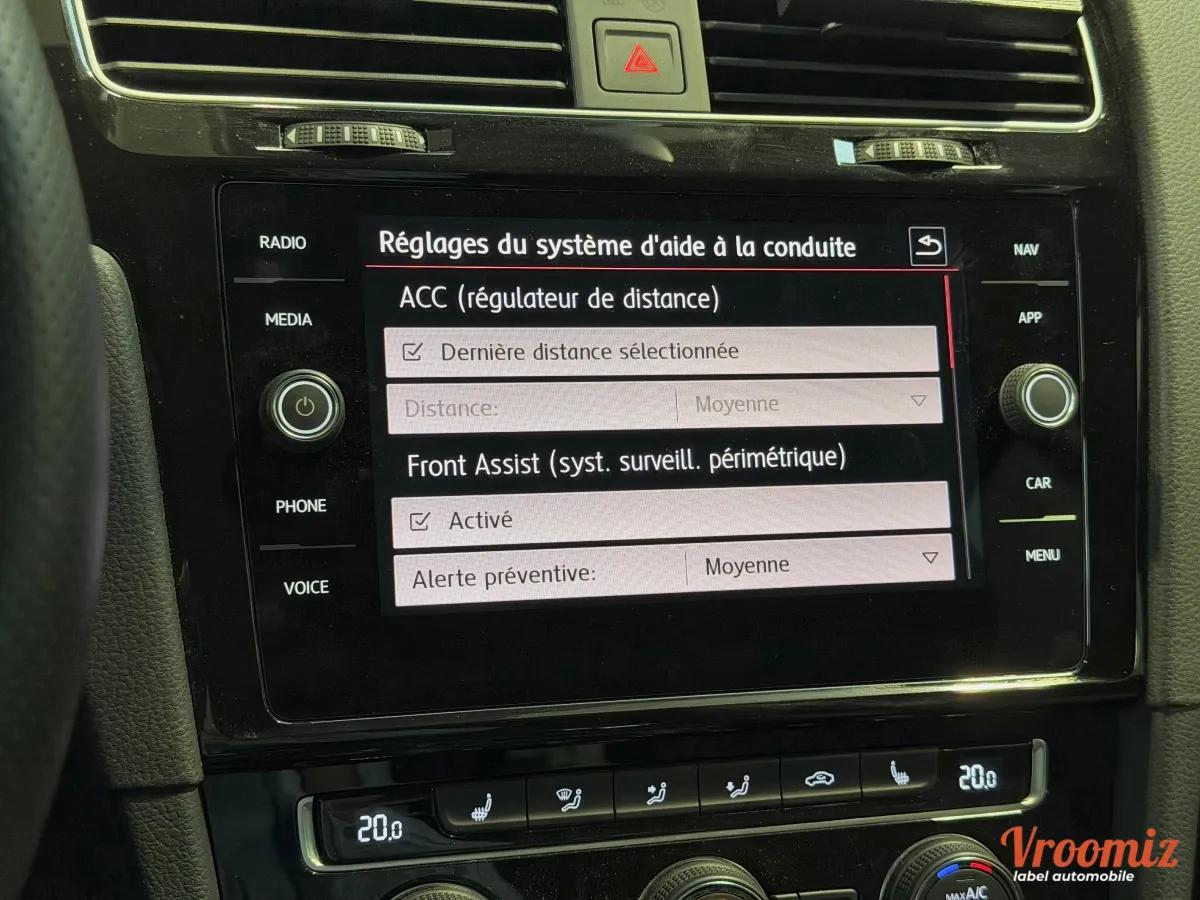 RADIO
MEDIA
PHONE
VOICE
Réglages du système d'aide à la conduite
ACC (régulateur de distance)
Dernière distance sélectionnée
Distance: Moyenne
Front Assist (syst. surveill. périmétrique)
Activé
Alerte préventive: Moyenne
NAV
APP
CAR
MENU
20.0
20.0
MAX A/C
Vroomiz
label automobile